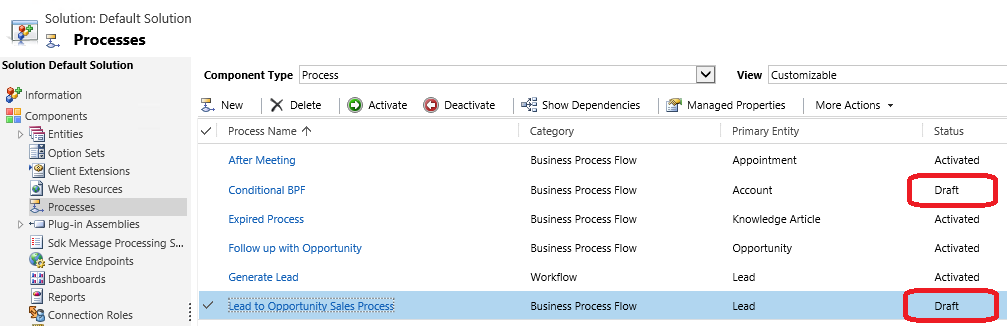 Solution: Default Solution
Processes
Solution Default Solution
Information
Components
Entities
Option Sets
Client Extensions
Web Resources
Processes
Plug-in Assemblies
Sdk Message Processing S...
Service Endpoints
Dashboards
Reports
Connection Roles
Component Type Process View Customizable
New Delete Activate Deactivate Show Dependencies Managed Properties More Actions
Process Name Category Primary Entity Status
After Meeting Business Process Flow Appointment Activated
Conditional BPF Business Process Flow Account Draft
Expired Process Business Process Flow Knowledge Article Activated
Follow up with Opportunity Business Process Flow Opportunity Activated
Generate Lead Workflow Lead Activated
Lead to Opportunity Sales Process Business Process Flow Lead Draft